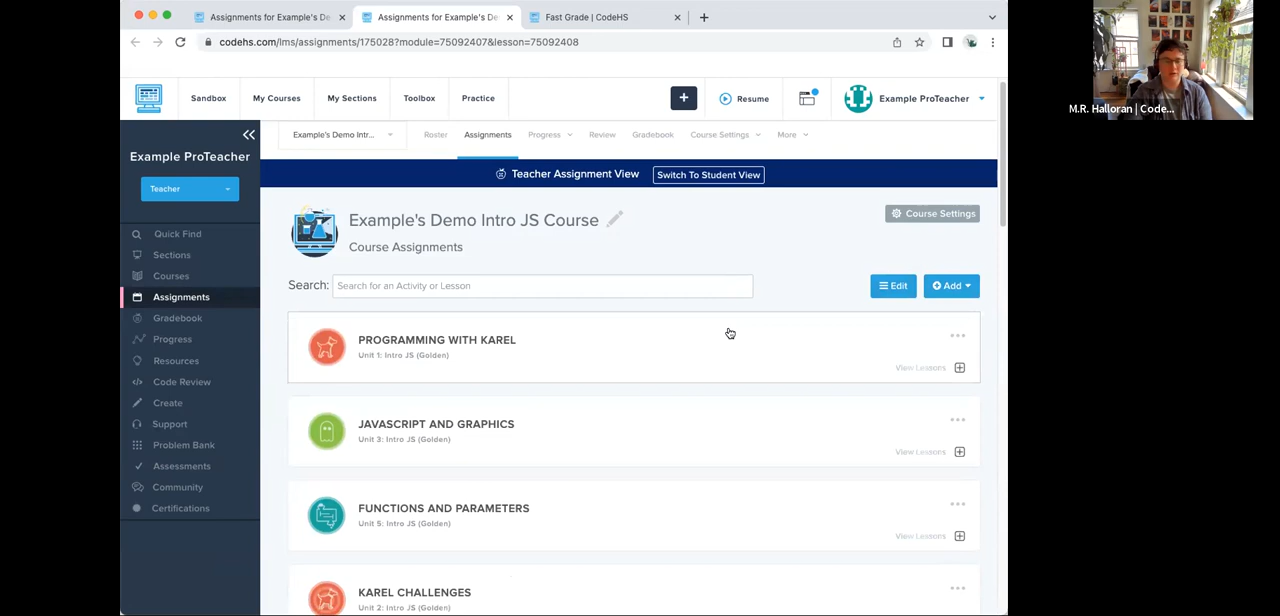 Assignments for Example's De
Assignments for Example's De
Fast Grade | CodeHS
codehs.com/lms/assignments/175028?module=75092407&lesson=75092408
Sandbox
My Courses
My Sections
Toolbox
Practice
Resume
Example ProTeacher
M.R. Halloran | Code...
Example ProTeacher
Teacher
Quick Find
Sections
Courses
Assignments
Gradebook
Progress
Resources
Code Review
Create
Support
Problem Bank
Assessments
Community
Certifications
Example's Demo Intr...
Roster
Assignments
Progress
Review
Gradebook
Course Settings
More
Teacher Assignment View
Switch To Student View
Example's Demo Intro JS Course
Course Settings
Course Assignments
Search:
Search for an Activity or Lesson
Edit
Add
PROGRAMMING WITH KAREL
Unit 1: Intro JS (Golden)
View Lessons
JAVASCRIPT AND GRAPHICS
Unit 3: Intro JS (Golden)
View Lessons
FUNCTIONS AND PARAMETERS
Unit 5: Intro JS (Golden)
View Lessons
KAREL CHALLENGES
Unit 2: Intro JS (Golden)